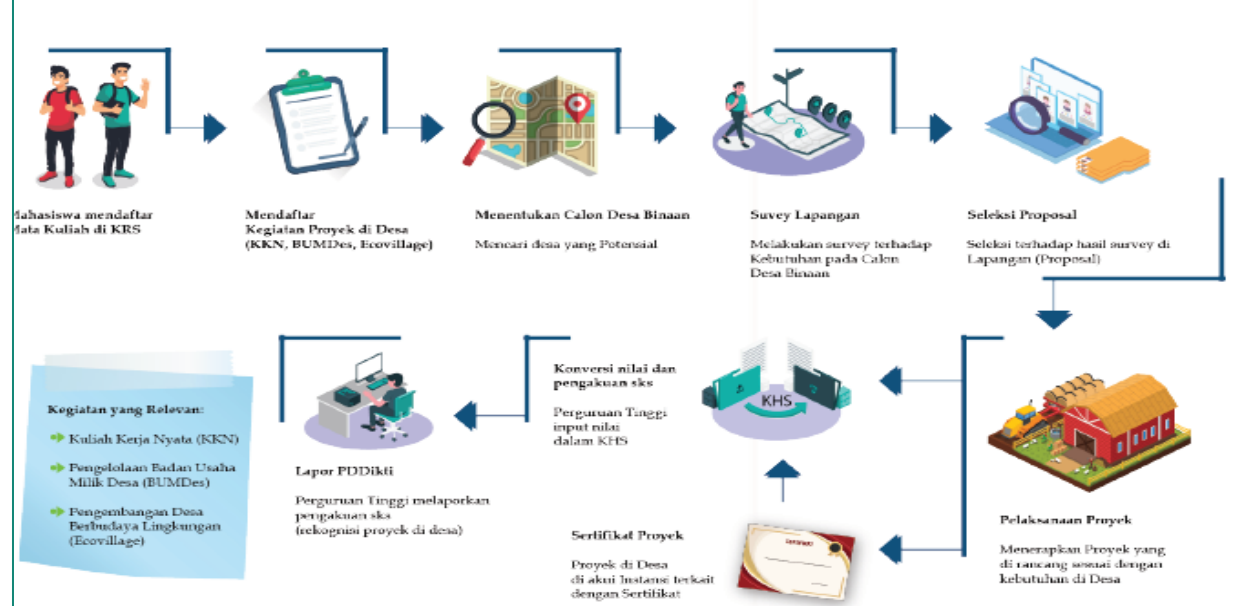 Mahasiswa mendaftar
Mata Kuliah di KRS
Mendaftar
Kegiatan Proyek di Desa
(KKN, BUMDes, Ecovillage)
Menentukan Calon Desa Binaan
Mencari desa yang Potensial
Suvey Lapangan
Melakukan survey terhadap
Kebutuhan pada Calon
Desa Binaan
Seleksi Proposal
Seleksi terhadap hasil survey di
Lapangan (Proposal)
Pelaksanaan Proyek
Menerapkan Proyek yang
di rancang sesuai dengan
kebutuhan di Desa
Sertifikat Proyek
Proyek di Desa
di akui Instansi terkait
dengan Sertifikat
KHS
Konversi nilai dan
pengakuan sks
Perguruan Tinggi
input nilai
dalam KHS
Lapor PDDikti
Perguruan Tinggi melaporkan
pengakuan sks
(rekognisi proyek di desa)
Kegiatan yang Relevan:
Kuliah Kerja Nyata (KKN)
Pengelolaan Badan Usaha
Milik Desa (BUMDes)
Pengembangan Desa
Berbudaya Lingkungan
(Ecovillage)